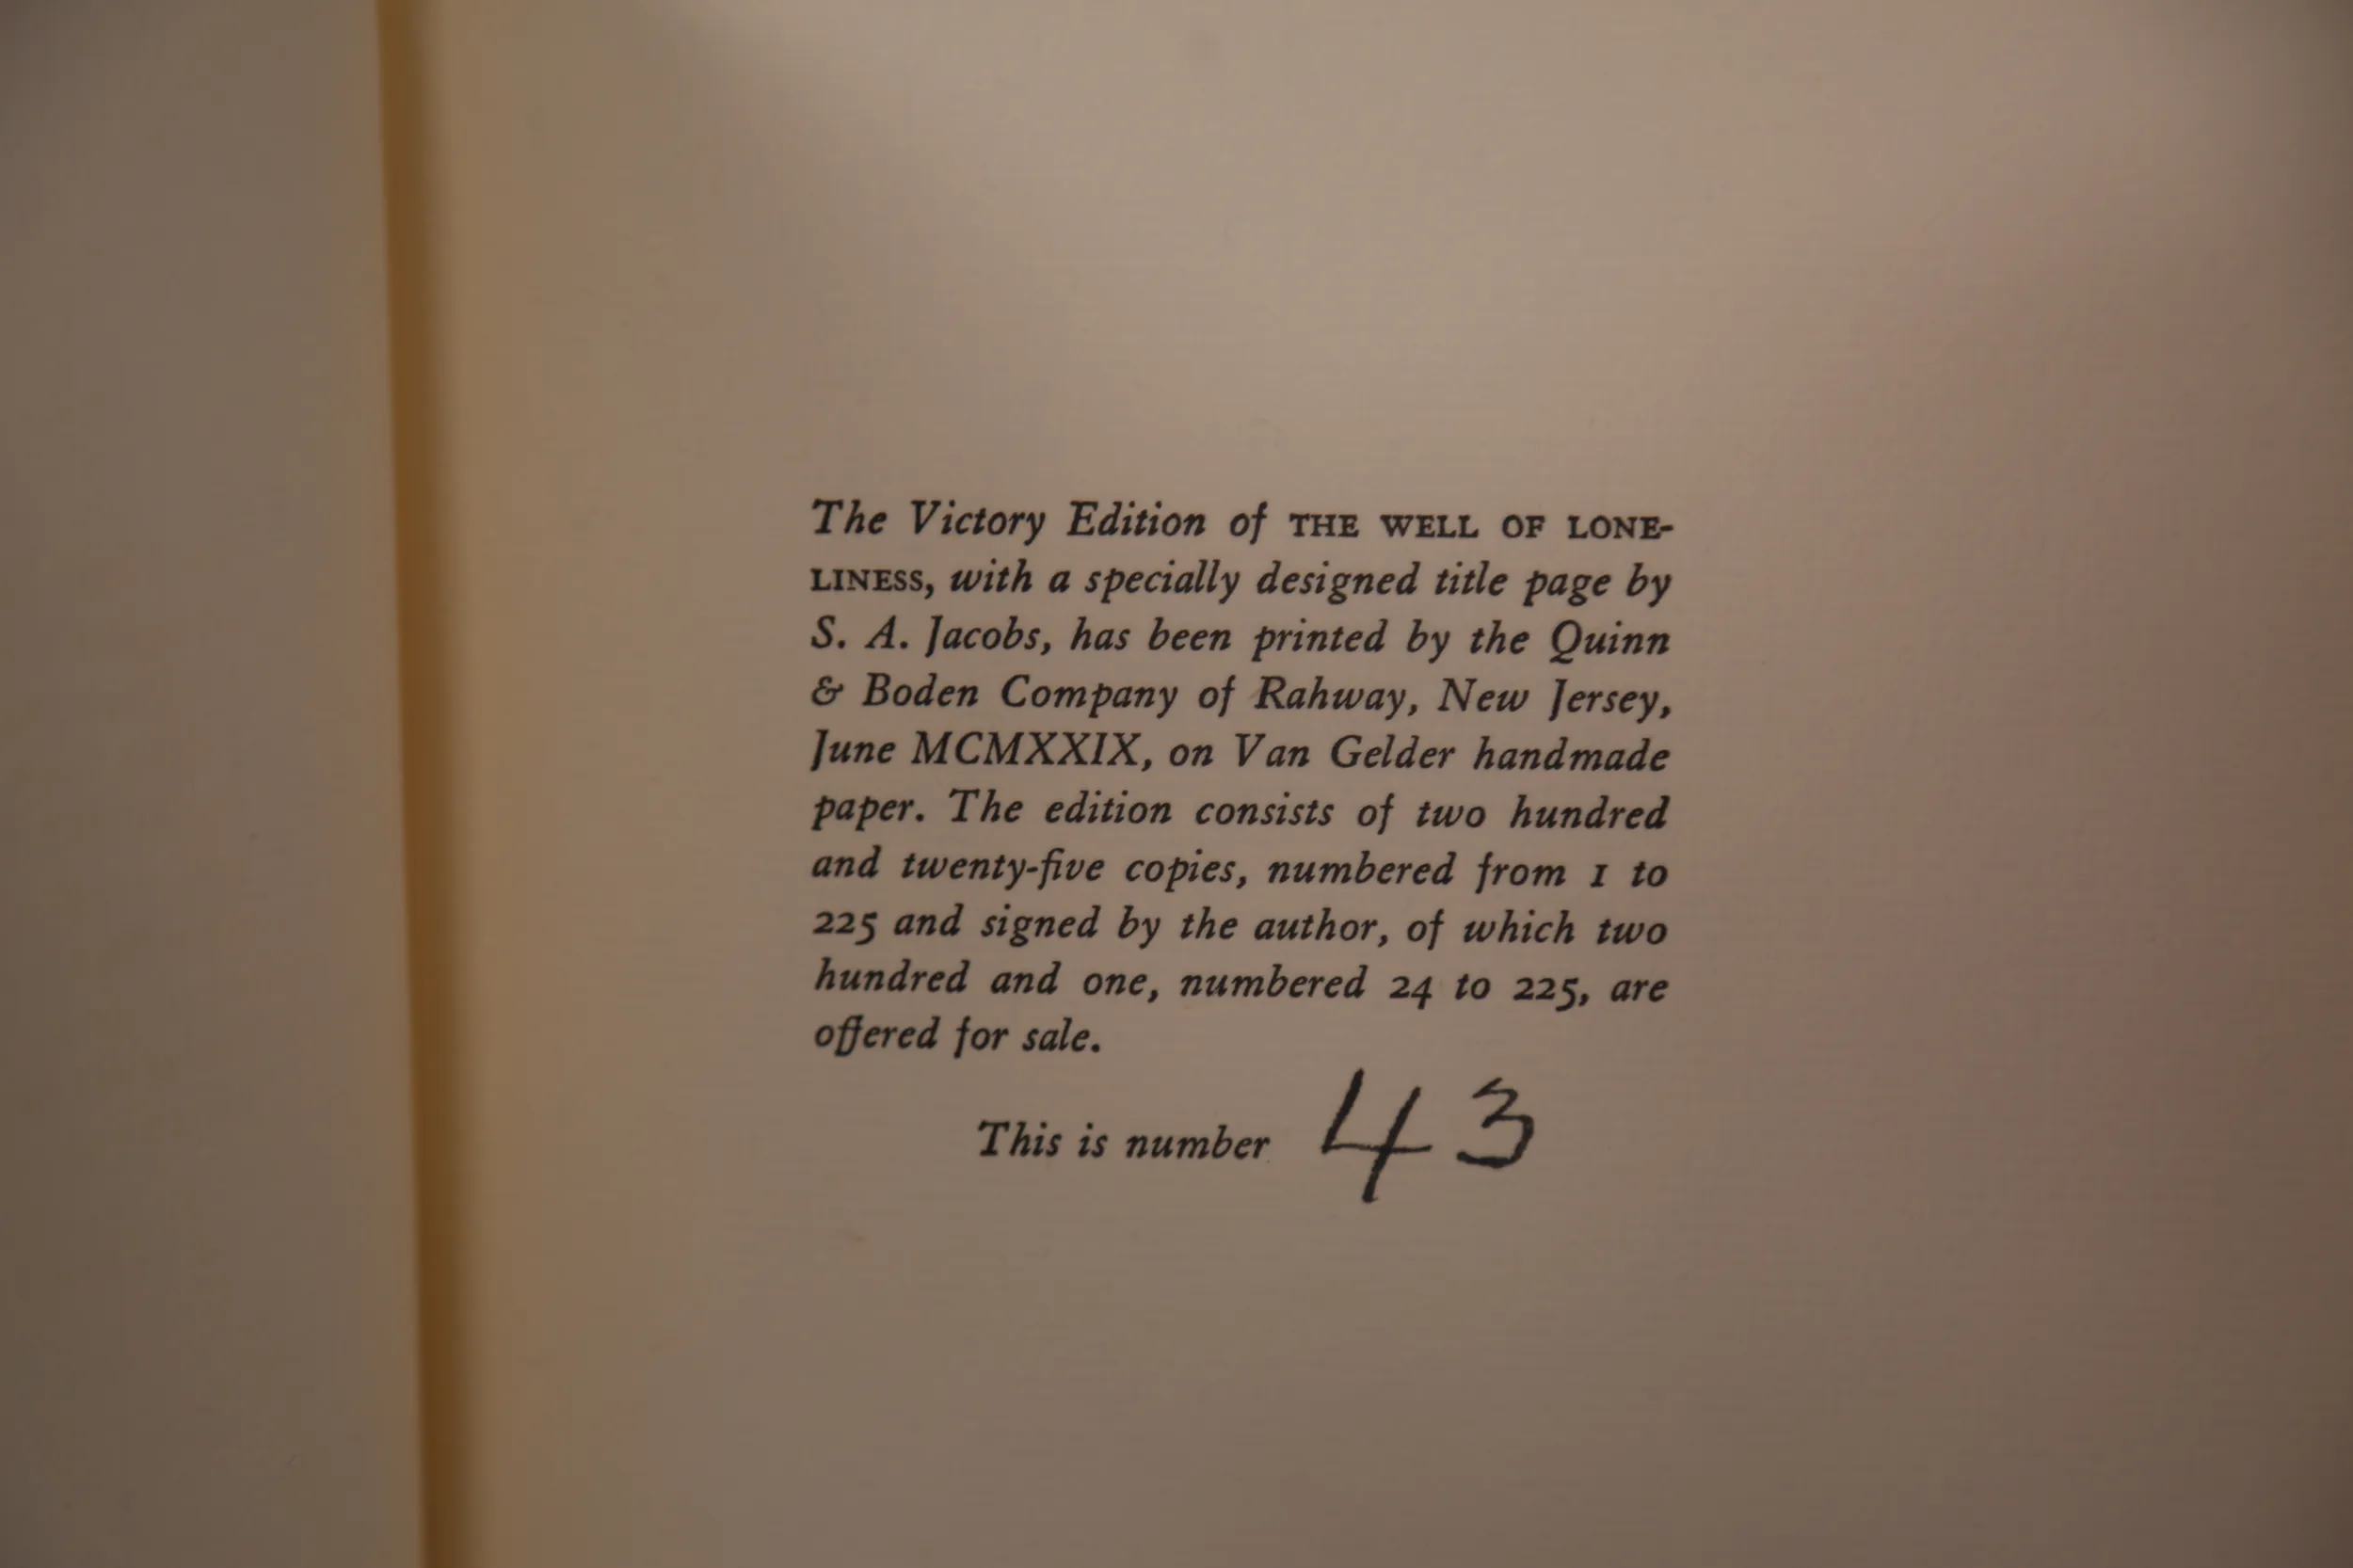 The Victory Edition of THE WELL OF LONE-
LINESS, with a specially designed title page by
S. A. Jacobs, has been printed by the Quinn
& Boden Company of Rahway, New Jersey,
June MCMXXIX, on Van Gelder handmade
paper. The edition consists of two hundred
and twenty-five copies, numbered from 1 to
225 and signed by the author, of which two
hundred and one, numbered 24 to 225, are
offered for sale.
This is number 43